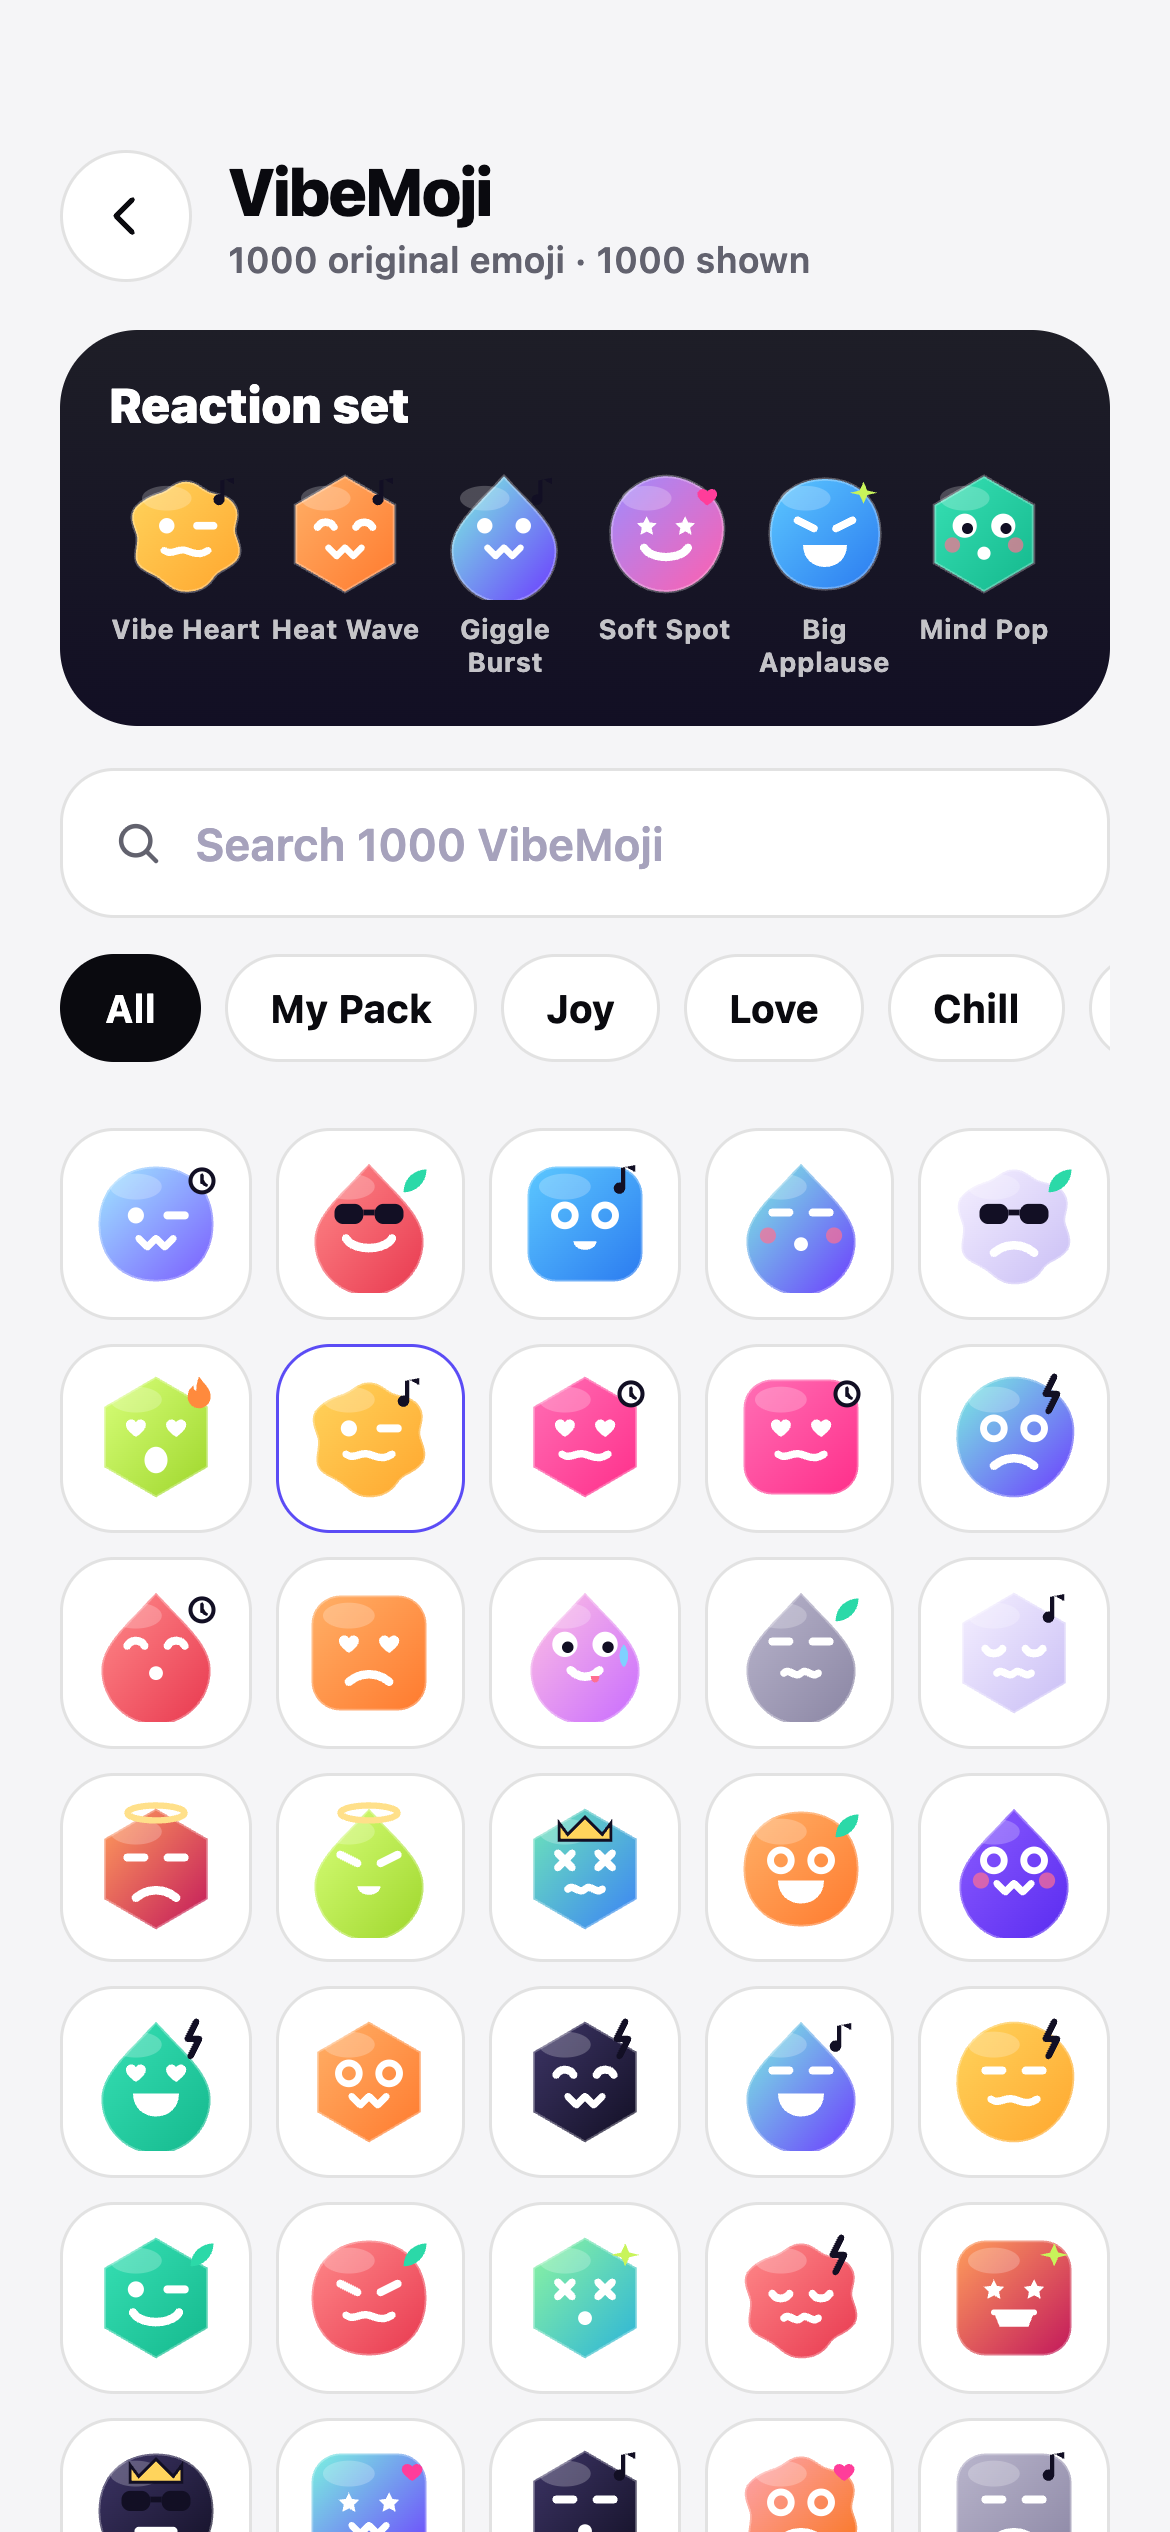 VibeMoji
1000 original emoji · 1000 shown
Reaction set
Vibe Heart
Heat Wave
Giggle
Burst
Soft Spot
Big
Applause
Mind Pop
Search 1000 VibeMoji
All
My Pack
Joy
Love
Chill